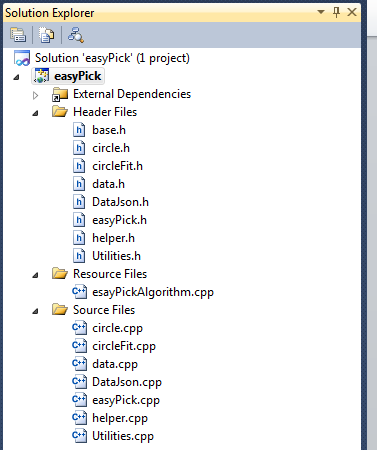 Solution Explorer
Solution 'easyPick' (1 project)
easyPick
External Dependencies
Header Files
base.h
circle.h
circleFit.h
data.h
DataJson.h
easyPick.h
helper.h
Utilities.h
Resource Files
esayPickAlgorithm.cpp
Source Files
circle.cpp
circleFit.cpp
data.cpp
DataJson.cpp
easyPick.cpp
helper.cpp
Utilities.cpp